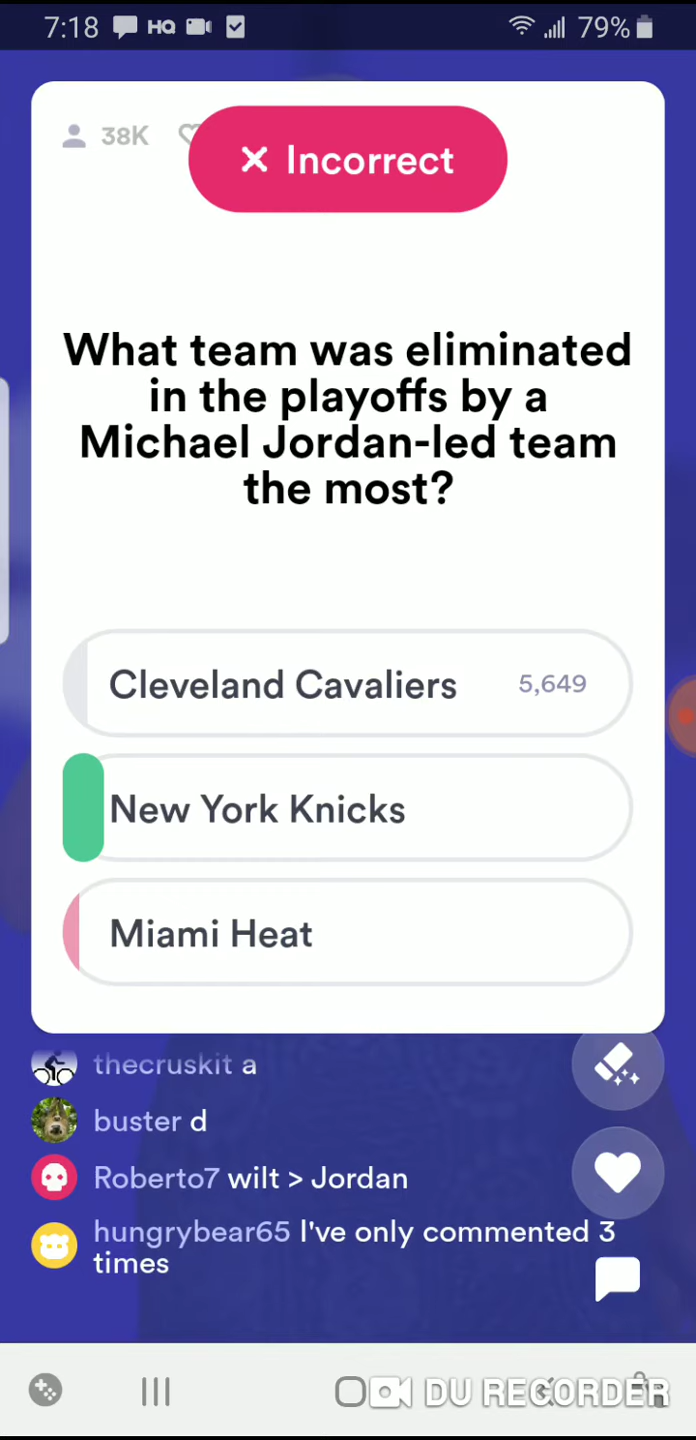 7:18 HQ 79%
38K
× Incorrect
What team was eliminated
in the playoffs by a
Michael Jordan-led team
the most?
Cleveland Cavaliers 5,649
New York Knicks
Miami Heat
thecruskit a
buster d
Roberto7 wilt > Jordan
hungrybear65 I've only commented 3
times
DU RECORDER